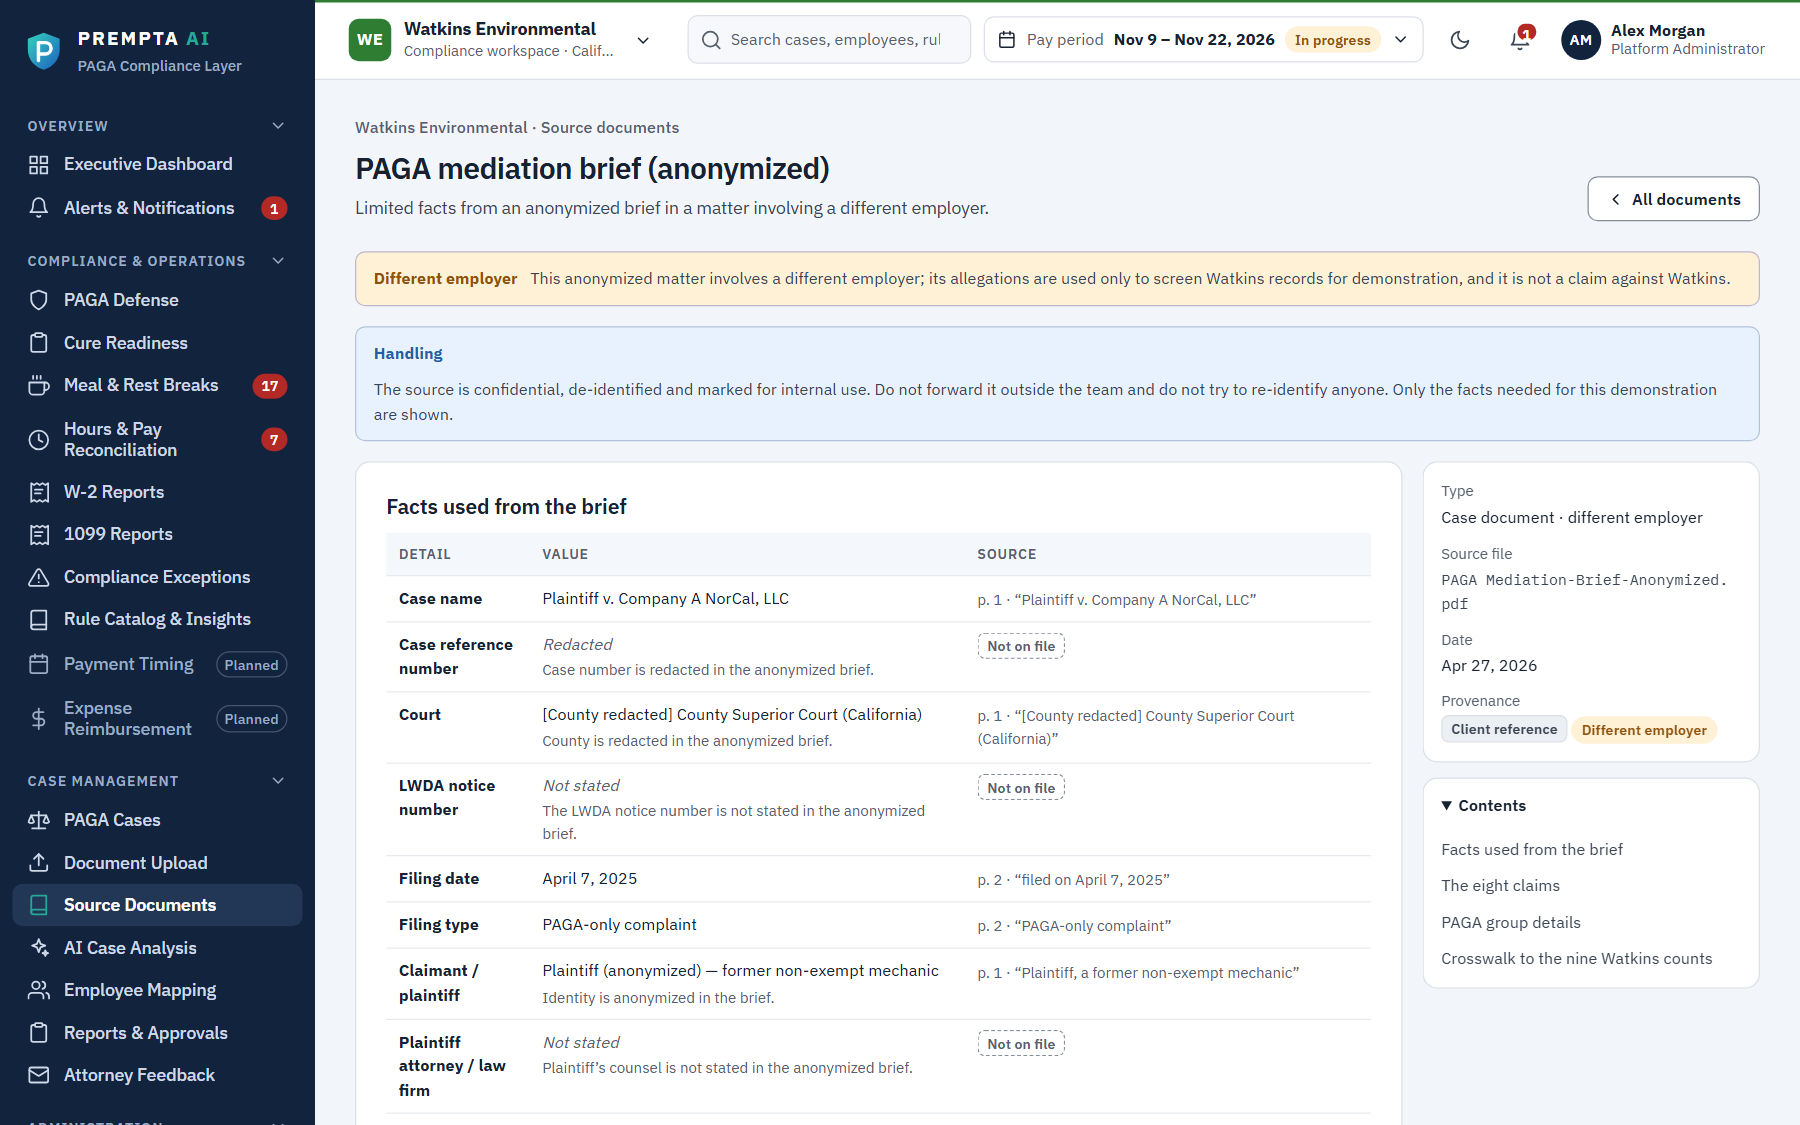 PREMPTA AI
PAGA Compliance Layer
OVERVIEW
Executive Dashboard
Alerts & Notifications 1
COMPLIANCE & OPERATIONS
PAGA Defense
Cure Readiness
Meal & Rest Breaks 17
Hours & Pay
Reconciliation 7
W-2 Reports
1099 Reports
Compliance Exceptions
Rule Catalog & Insights
Payment Timing Planned
Expense
Reimbursement Planned
CASE MANAGEMENT
PAGA Cases
Document Upload
Source Documents
AI Case Analysis
Employee Mapping
Reports & Approvals
Attorney Feedback
WE
Watkins Environmental
Compliance workspace · Calif...
Search cases, employees, rul
Pay period Nov 9 – Nov 22, 2026 In progress
1
AM
Alex Morgan
Platform Administrator
Watkins Environmental · Source documents
PAGA mediation brief (anonymized)
Limited facts from an anonymized brief in a matter involving a different employer.
All documents
Different employer This anonymized matter involves a different employer; its allegations are used only to screen Watkins records for demonstration, and it is not a claim against Watkins.
Handling
The source is confidential, de-identified and marked for internal use. Do not forward it outside the team and do not try to re-identify anyone. Only the facts needed for this demonstration
are shown.
Facts used from the brief
DETAIL VALUE SOURCE
Case name Plaintiff v. Company A NorCal, LLC p. 1 · “Plaintiff v. Company A NorCal, LLC”
Case reference
number
Redacted
Case number is redacted in the anonymized brief.
Not on file
Court
[County redacted] County Superior Court (California)
County is redacted in the anonymized brief.
p. 1 · “[County redacted] County Superior Court
(California)”
LWDA notice
number
Not stated
The LWDA notice number is not stated in the anonymized
brief.
Not on file
Filing date April 7, 2025 p. 2 · “filed on April 7, 2025”
Filing type PAGA-only complaint p. 2 · “PAGA-only complaint”
Claimant /
plaintiff
Plaintiff (anonymized) — former non-exempt mechanic
Identity is anonymized in the brief.
p. 1 · “Plaintiff, a former non-exempt mechanic”
Plaintiff
attorney / law
firm
Not stated
Plaintiff’s counsel is not stated in the anonymized brief.
Not on file
Type
Case document · different employer
Source file
PAGA Mediation-Brief-Anonymized.
pdf
Date
Apr 27, 2026
Provenance
Client reference Different employer
▼ Contents
Facts used from the brief
The eight claims
PAGA group details
Crosswalk to the nine Watkins counts